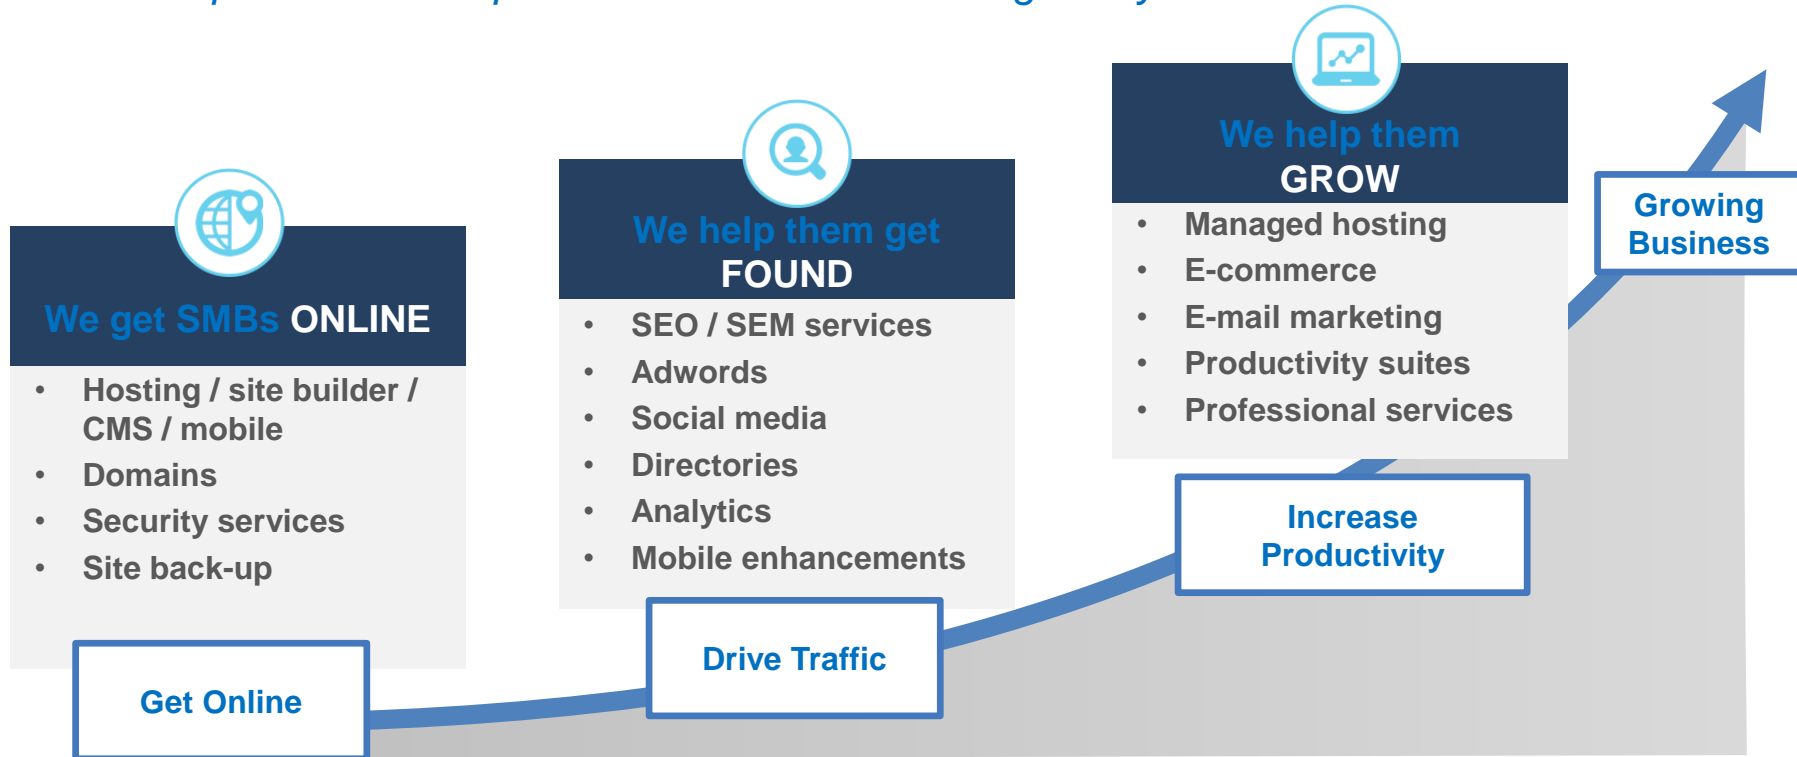 We get SMBs ONLINE
• Hosting / site builder /
CMS / mobile
• Domains
• Security services
• Site back-up
Get Online
We help them get
FOUND
• SEO / SEM services
• Adwords
• Social media
• Directories
• Analytics
• Mobile enhancements
Drive Traffic
We help them
GROW
• Managed hosting
• E-commerce
• E-mail marketing
• Productivity suites
• Professional services
Increase
Productivity
Growing
Business